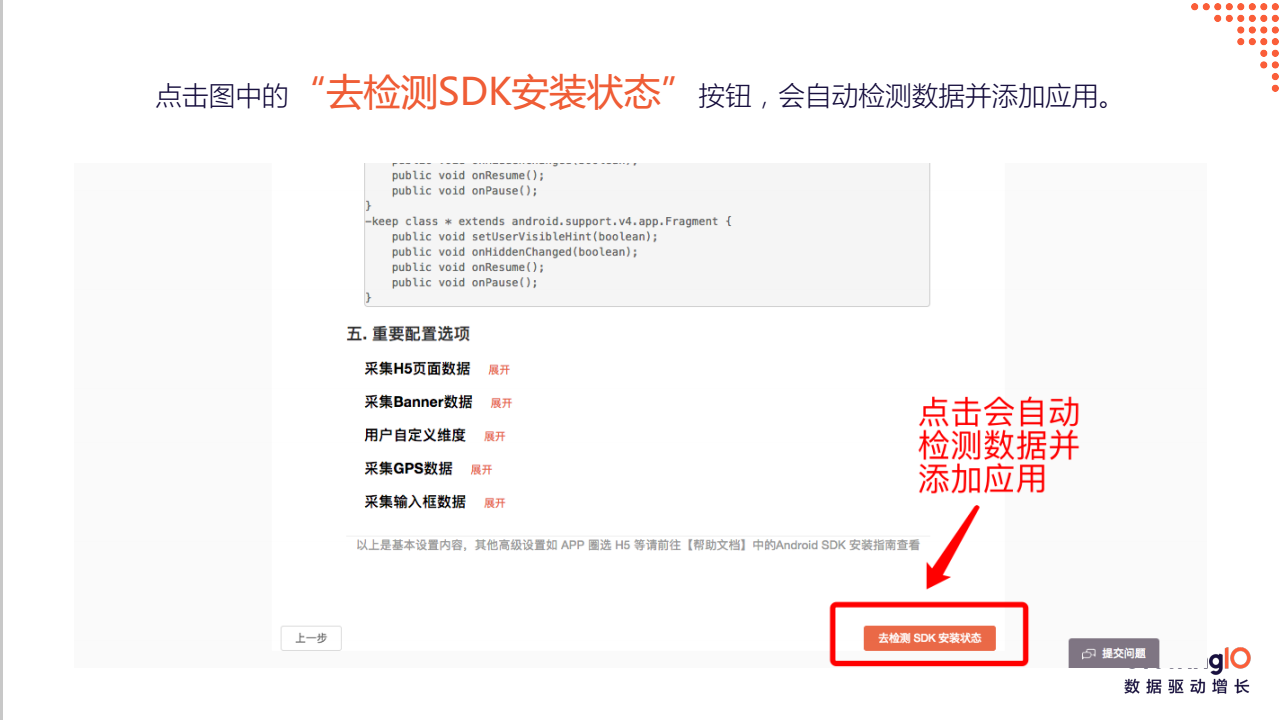 点击图中的“去检测SDK安装状态”按钮，会自动检测数据并添加应用。
public void onResume();
public void onPause();
}
-keep class * extends android.support.v4.app.Fragment {
public void setUserVisibleHint(boolean);
public void onHiddenChanged(boolean);
public void onResume();
public void onPause();
}
五. 重要配置选项
采集H5页面数据 展开
采集Banner数据 展开
用户自定义维度 展开
采集GPS数据 展开
采集输入框数据 展开
点击会自动
检测数据并
添加应用
以上是基本设置内容，其他高级设置如 APP 圈选 H5 等请前往【帮助文档】中的Android SDK 安装指南查看
上一步
去检测 SDK 安装状态
提交问题
数据驱动增长